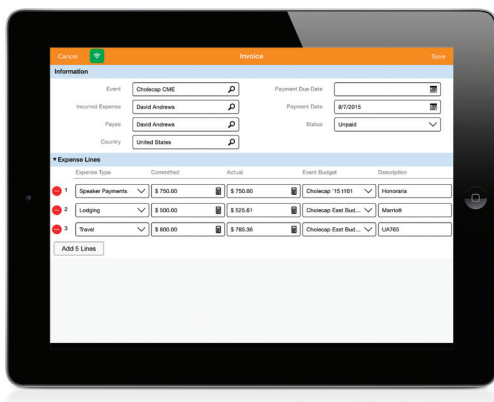 Cancel Invoice Save
Information
Event Cholecap CME Payment Due Date
Incurred Expense David Andrews Payment Date 8/7/2015
Payee David Andrews Status Unpaid
Country United States
Expense Lines
Expense Type Committed Actual Event Budget Description
1 Speaker Payments $ 750.00 $ 750.00 Cholecap '15 1t01 Honoraria
2 Lodging $ 500.00 $ 525.61 Cholecap East Bud... Marriott
3 Travel $ 800.00 $ 785.36 Cholecap East Bud... UA765
Add 5 Lines